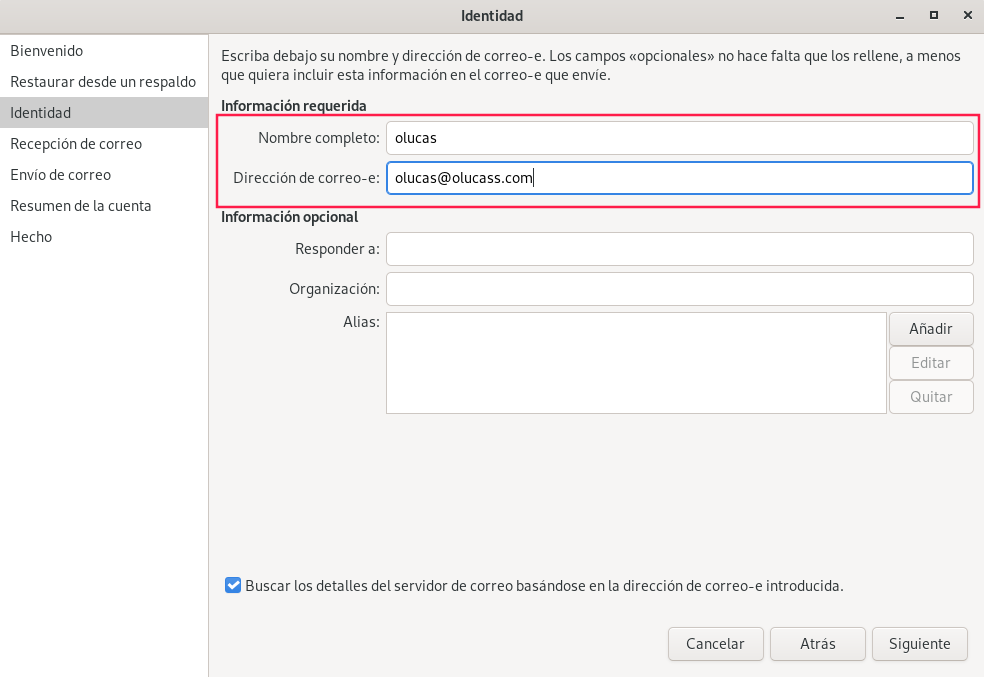 Identidad
Bienvenido
Restaurar desde un respaldo
Identidad
Recepción de correo
Envío de correo
Resumen de la cuenta
Hecho
Escriba debajo su nombre y dirección de correo-e. Los campos «opcionales» no hace falta que los rellene, a menos
que quiera incluir esta información en el correo-e que envíe.
Información requerida
Nombre completo: olucas
Dirección de correo-e: olucas@olucass.com
Información opcional
Responder a:
Organización:
Alias:
Añadir
Editar
Quitar
Buscar los detalles del servidor de correo basándose en la dirección de correo-e introducida.
Cancelar Atrás Siguiente